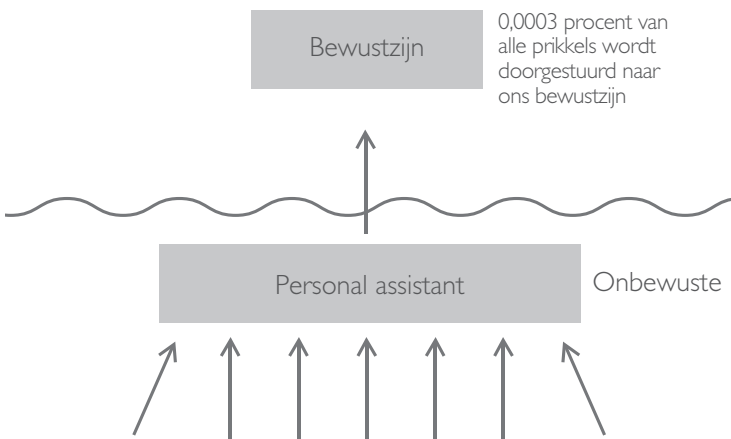 Bewustzijn
0,0003 procent van
alle prikkels wordt
doorgestuurd naar
ons bewustzijn
Personal assistant
Onbewuste